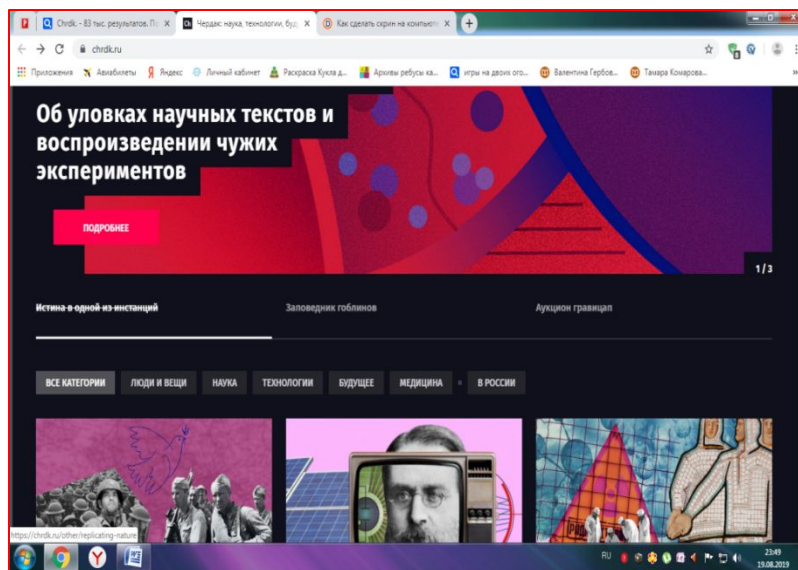 Chrdk. - 83 тыс. результатов. П
Чердак: наука, технологии, буду
Как сделать скрин на компьюте
chrdk.ru
Приложения Авиабилеты Яндекс Личный кабинет Раскраска Кукла д... Архивы ребусы ка... игры на двоих ого... Валентина Гербов... Тамара Комарова...
Об уловках научных текстов и
воспроизведении чужих
экспериментов
ПОДРОБНЕЕ
1/3
Истина в одной из инстанций
Заповедник гоблинов
Аукцион гравицап
ВСЕ КАТЕГОРИИ ЛЮДИ И ВЕЩИ НАУКА ТЕХНОЛОГИИ БУДУЩЕЕ МЕДИЦИНА В РОССИИ
https://chrdk.ru/other/replicating-nature
RU
23:49
19.08.2019